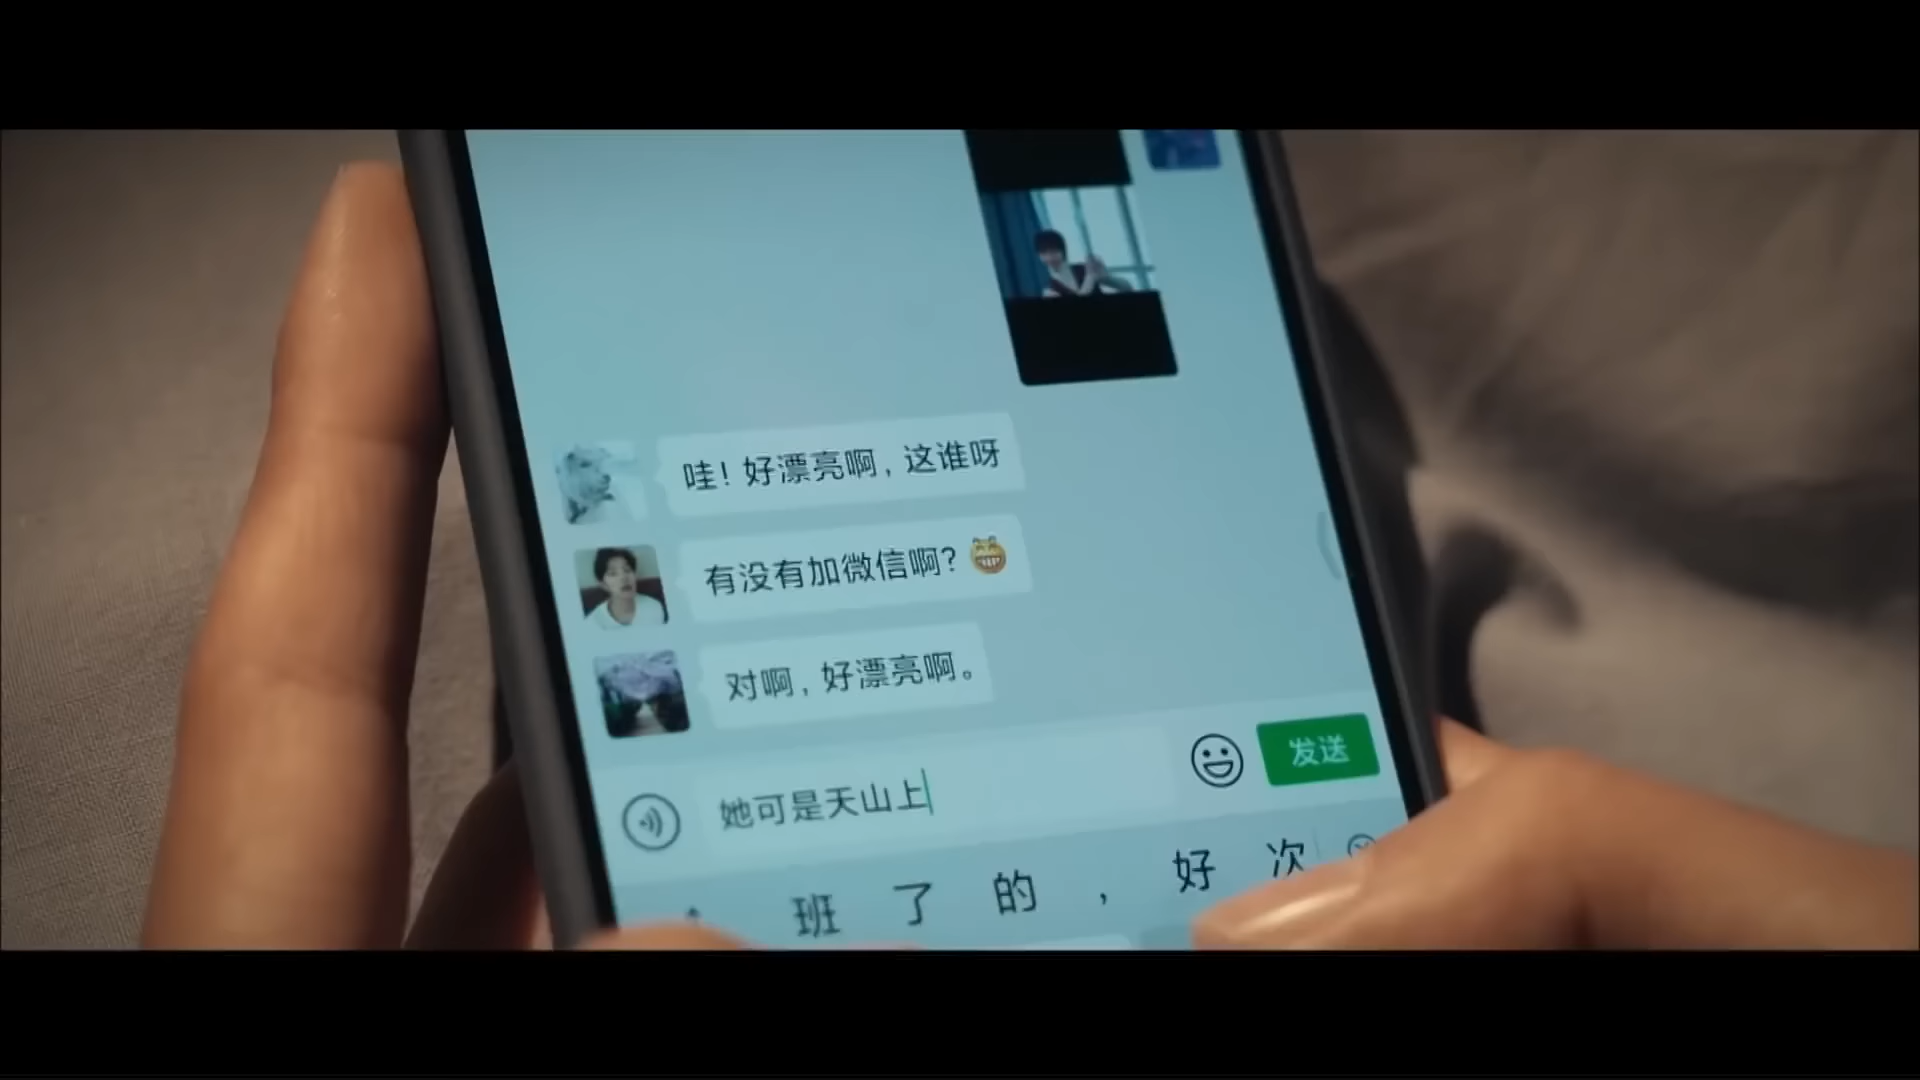 哇！好漂亮啊，这谁呀
有没有加微信啊？😁
对啊，好漂亮啊。
她可是天山上
发送
班 了 的 ， 好 次